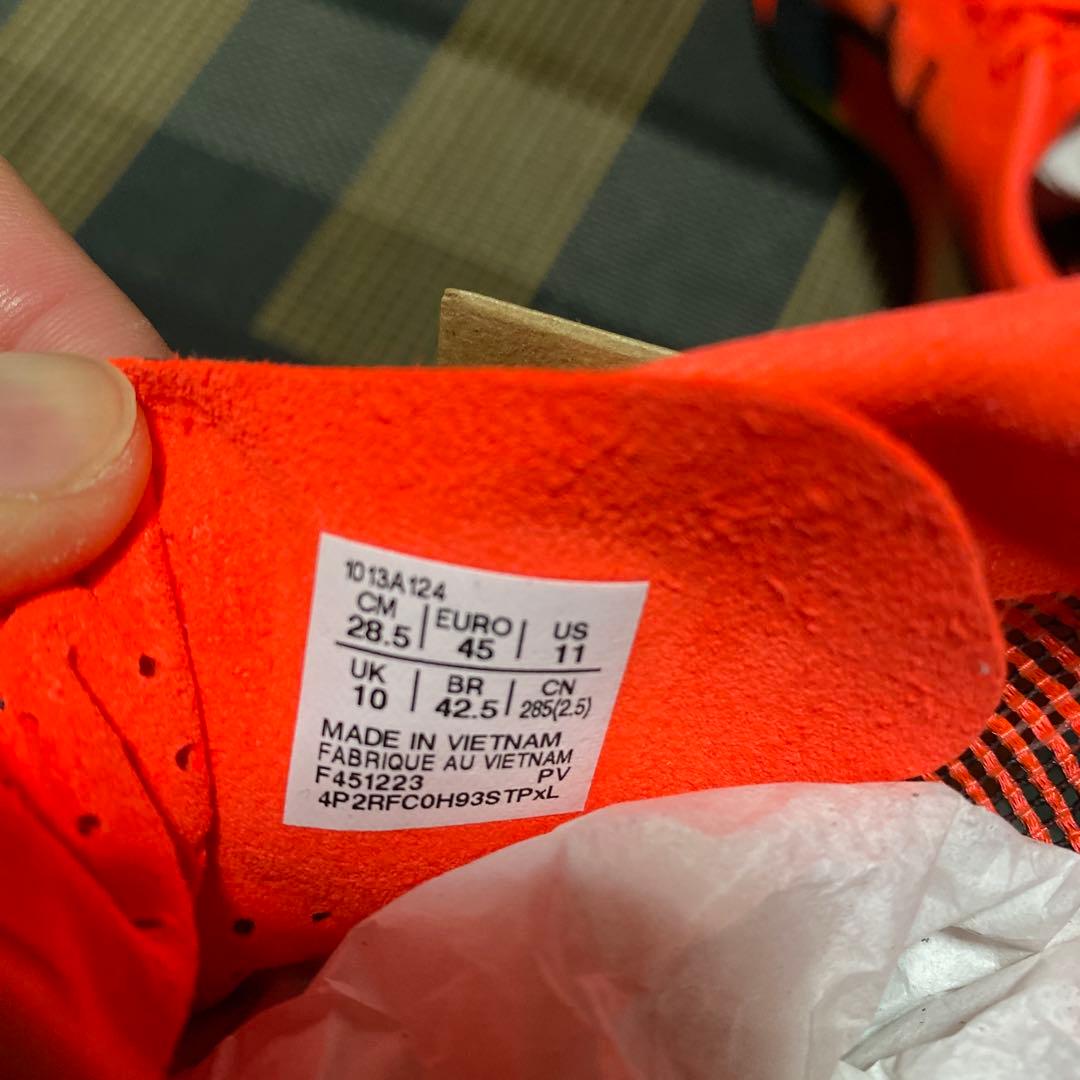 1013A124
CM | EURO | US
28.5 | 45 | 11
UK | BR | CN
10 | 42.5 | 285(2.5)
MADE IN VIETNAM
FABRIQUE AU VIETNAM
F451223 PV
4P2RFC0H93STPxL